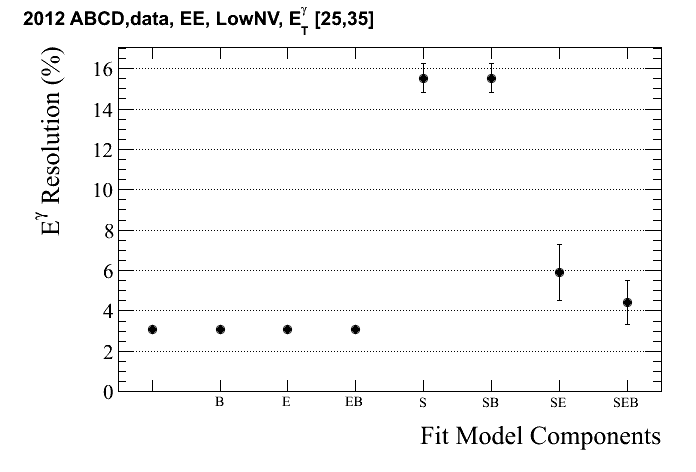 2012 ABCD,data, EE, LowNV, E_T^γ [25,35]
E^γ Resolution (%)
16
14
12
10
8
6
4
2
0
B E EB S SB SE SEB
Fit Model Components